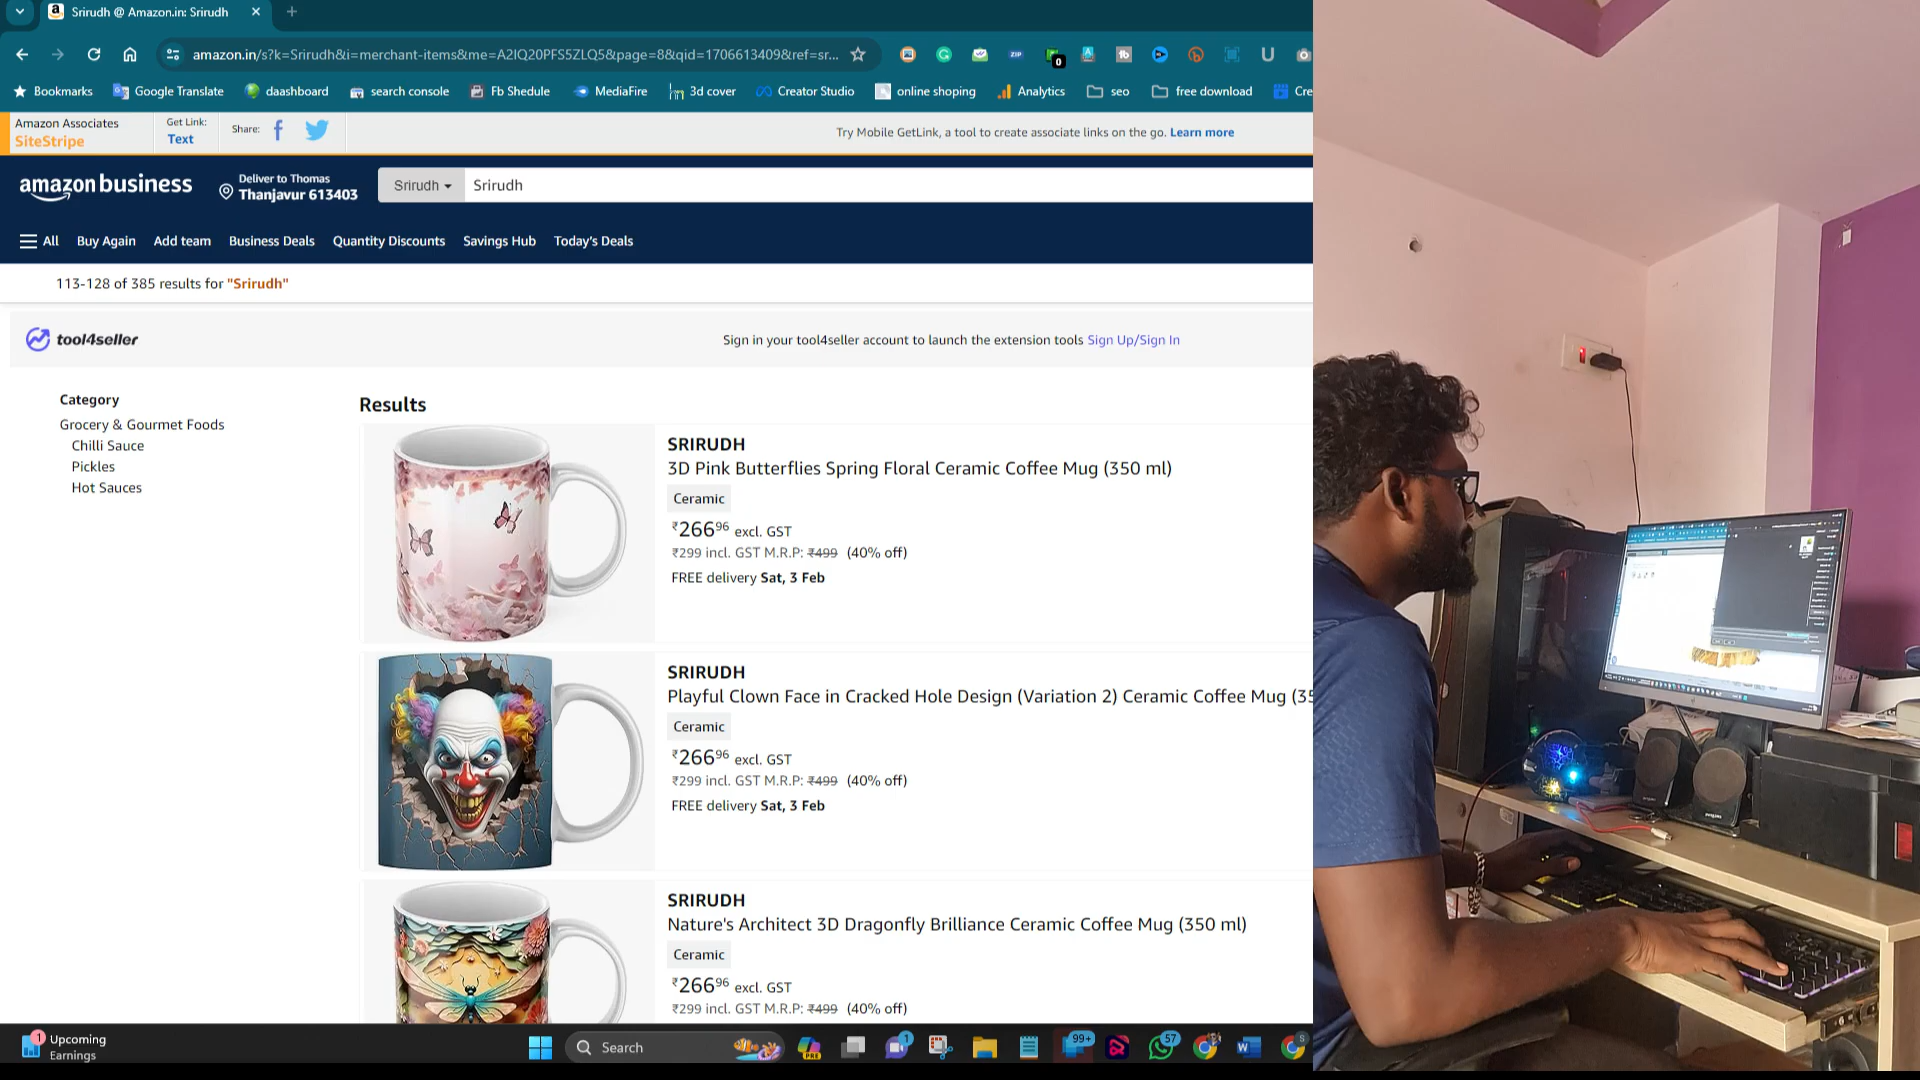 Srirudh @ Amazon.in: Srirudh
amazon.in/s?k=Srirudh&i=merchant-items&me=A2IQ20PFS5ZLQ5&page=8&qid=1706613409&ref=sr...
ZIP
0
Bookmarks Google Translate daashboard search console Fb Shedule MediaFire 3d cover Creator Studio online shoping Analytics seo free download Cre
Amazon Associates
SiteStripe
Get Link:
Text
Share:
Try Mobile GetLink, a tool to create associate links on the go. Learn more
amazon business
Deliver to Thomas
Thanjavur 613403
Srirudh
Srirudh
All Buy Again Add team Business Deals Quantity Discounts Savings Hub Today's Deals
113-128 of 385 results for "Srirudh"
tool4seller
Sign in your tool4seller account to launch the extension tools Sign Up/Sign In
Category
Grocery & Gourmet Foods
Chilli Sauce
Pickles
Hot Sauces
Results
SRIRUDH
3D Pink Butterflies Spring Floral Ceramic Coffee Mug (350 ml)
Ceramic
₹266⁹⁶ excl. GST
₹299 incl. GST M.R.P: ₹499 (40% off)
FREE delivery Sat, 3 Feb
SRIRUDH
Playful Clown Face in Cracked Hole Design (Variation 2) Ceramic Coffee Mug (35
Ceramic
₹266⁹⁶ excl. GST
₹299 incl. GST M.R.P: ₹499 (40% off)
FREE delivery Sat, 3 Feb
SRIRUDH
Nature's Architect 3D Dragonfly Brilliance Ceramic Coffee Mug (350 ml)
Ceramic
₹266⁹⁶ excl. GST
₹299 incl. GST M.R.P: ₹499 (40% off)
1
Upcoming
Earnings
Search
PRE
1
99+
57